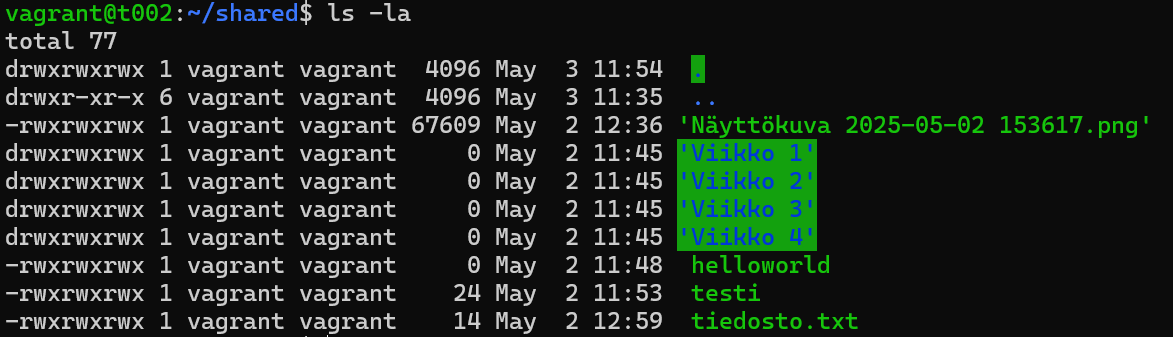 vagrant@t002:~/shared$ ls -la
total 77
drwxrwxrwx 1 vagrant vagrant  4096 May  3 11:54  .
drwxr-xr-x 6 vagrant vagrant  4096 May  3 11:35  ..
-rwxrwxrwx 1 vagrant vagrant 67609 May  2 12:36 'Näyttökuva 2025-05-02 153617.png'
drwxrwxrwx 1 vagrant vagrant     0 May  2 11:45 'Viikko 1'
drwxrwxrwx 1 vagrant vagrant     0 May  2 11:45 'Viikko 2'
drwxrwxrwx 1 vagrant vagrant     0 May  2 11:45 'Viikko 3'
drwxrwxrwx 1 vagrant vagrant     0 May  2 11:45 'Viikko 4'
-rwxrwxrwx 1 vagrant vagrant     0 May  2 11:48  helloworld
-rwxrwxrwx 1 vagrant vagrant    24 May  2 11:53  testi
-rwxrwxrwx 1 vagrant vagrant    14 May  2 12:59  tiedosto.txt